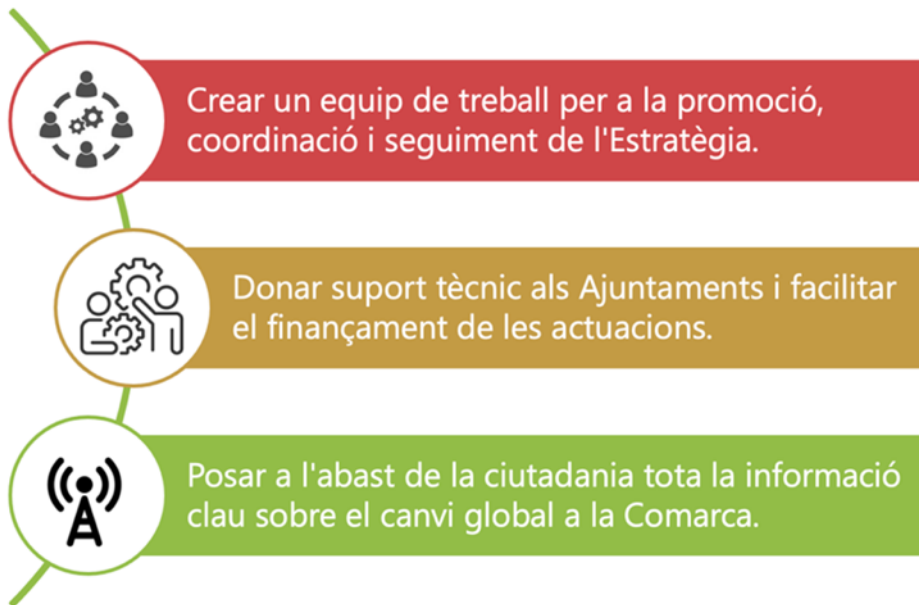 Crear un equip de treball per a la promoció,
coordinació i seguiment de l'Estratègia.
Donar suport tècnic als Ajuntaments i facilitar
el finançament de les actuacions.
Posar a l'abast de la ciutadania tota la informació
clau sobre el canvi global a la Comarca.